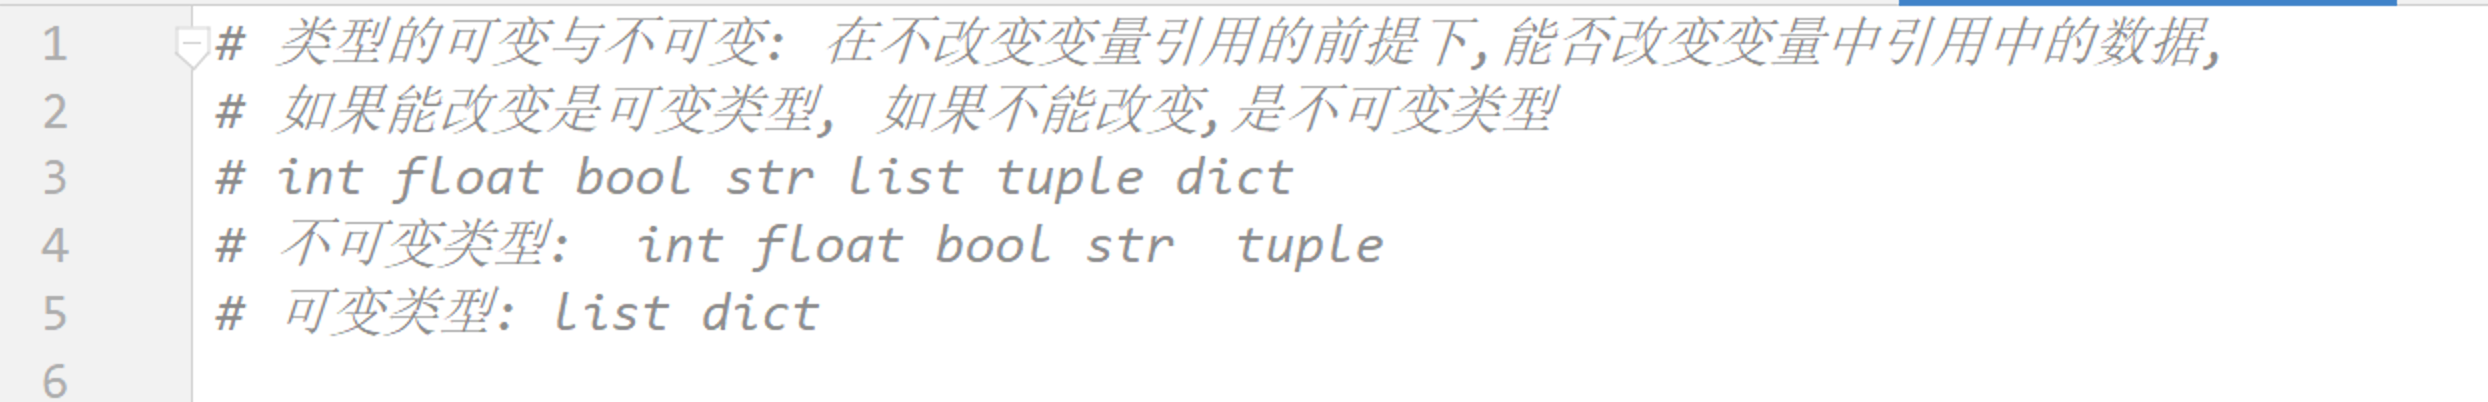 1 # 类型的可变与不可变: 在不改变变量引用的前提下,能否改变变量中引用中的数据,
2 # 如果能改变是可变类型, 如果不能改变,是不可变类型
3 # int float bool str list tuple dict
4 # 不可变类型:  int float bool str  tuple
5 # 可变类型: list dict
6